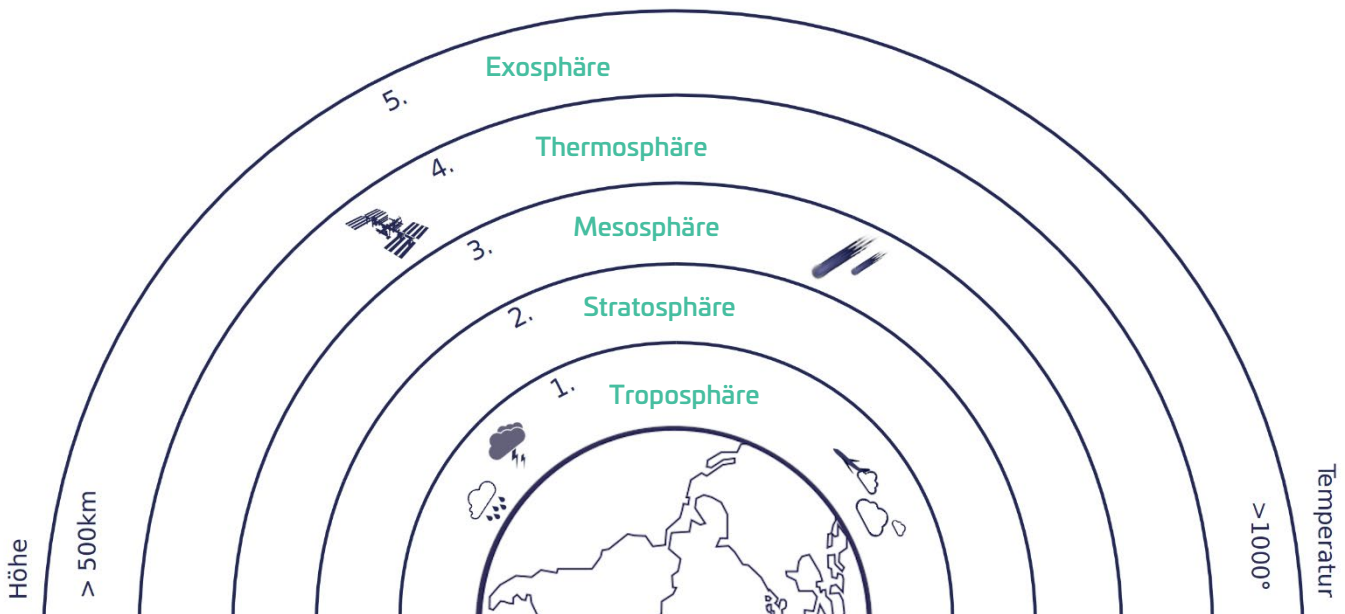 5.
Exosphäre
4.
Thermosphäre
3.
Mesosphäre
2.
Stratosphäre
1.
Troposphäre
Höhe
> 500km
>1000°
Temperatur